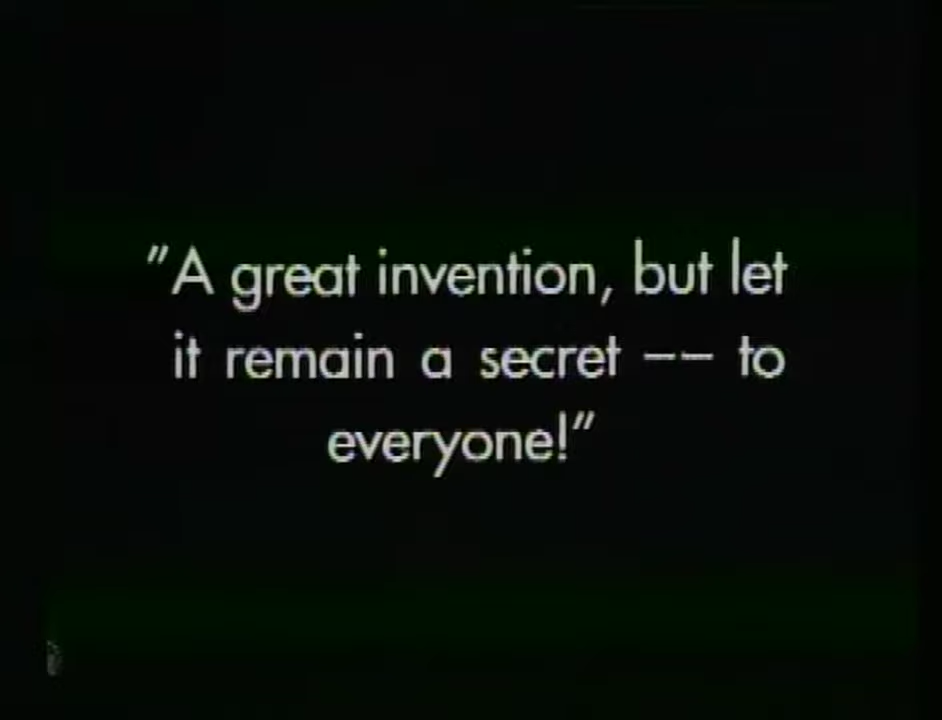 "A great invention, but let
it remain a secret -- to
everyone!"